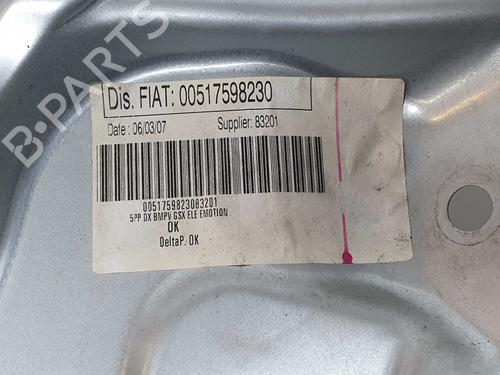 Dis. FIAT: 00517598230
Date : 06/03/07 Supplier: 83201
0051759823083201
5PP DX BMPV GSX ELE EMOTION
OK
DeltaP. OK
B-PARTS